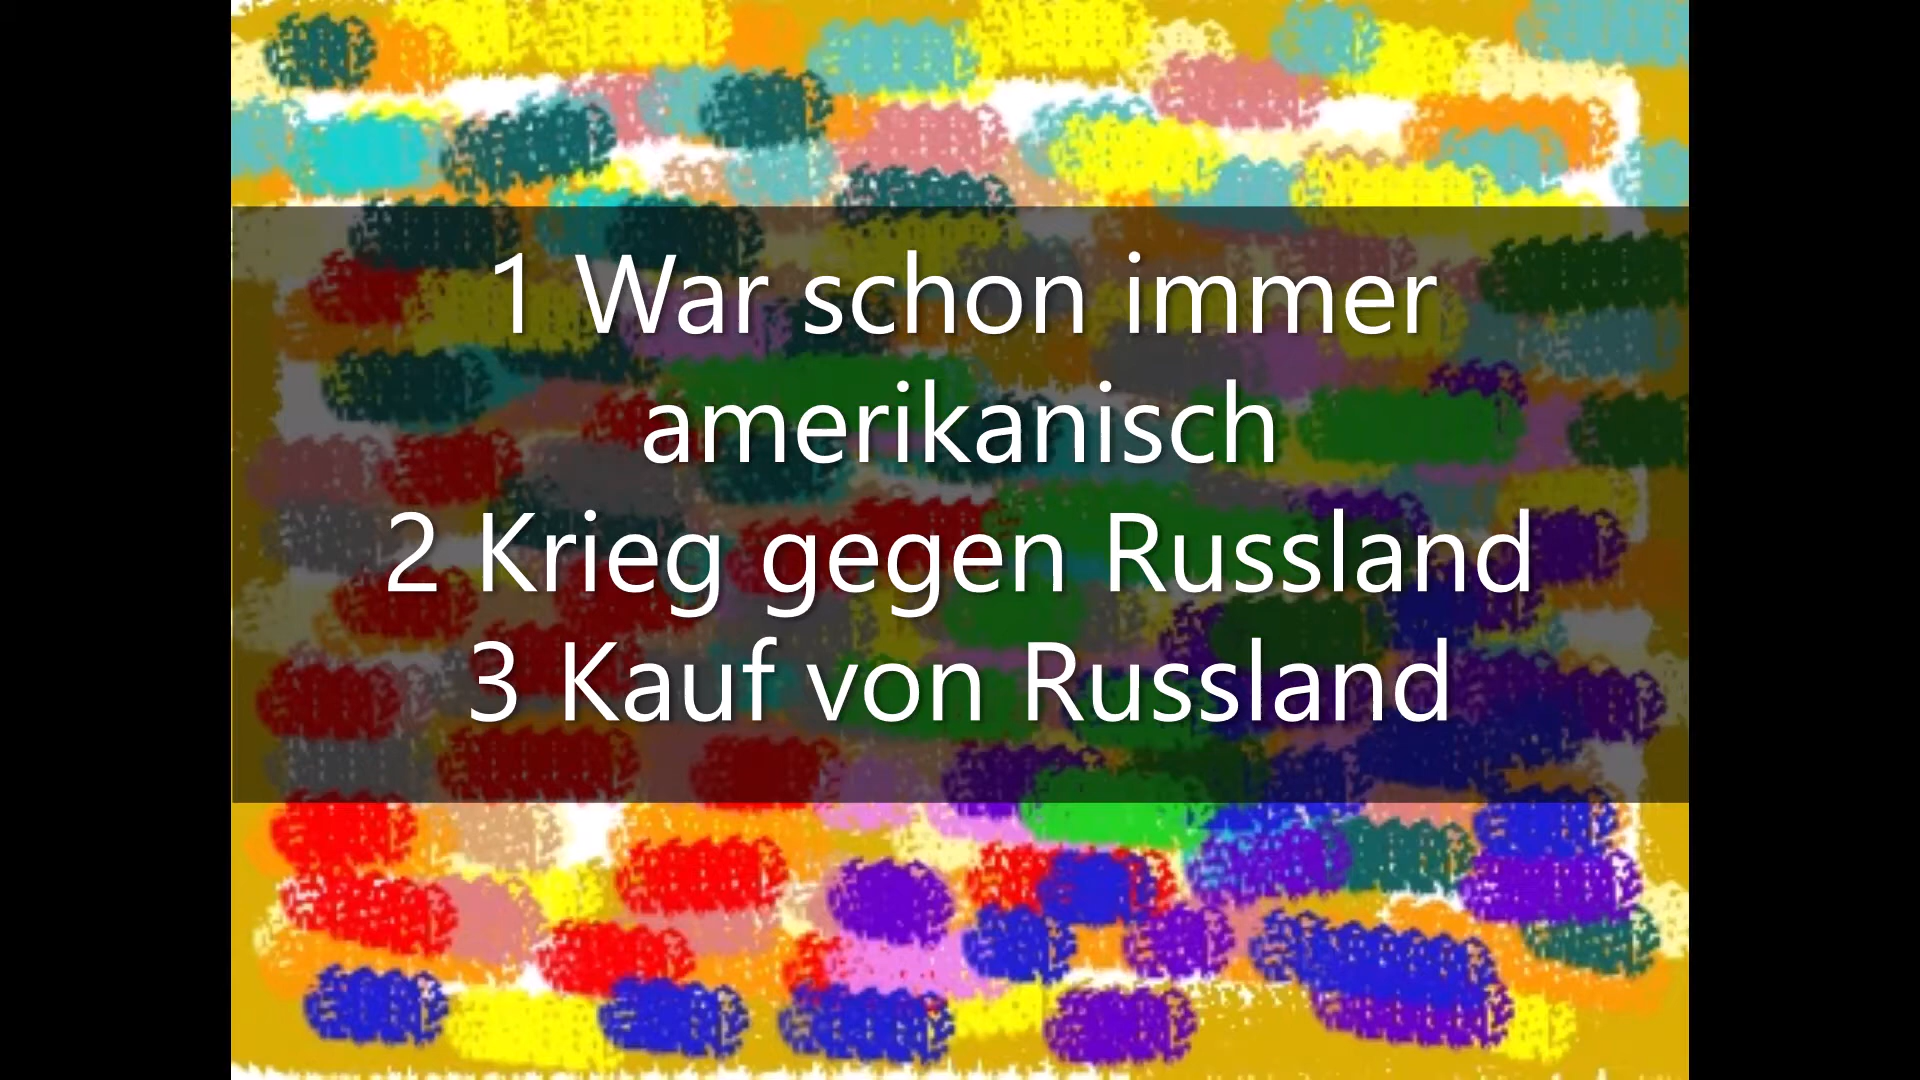 1 War schon immer
amerikanisch
2 Krieg gegen Russland
3 Kauf von Russland